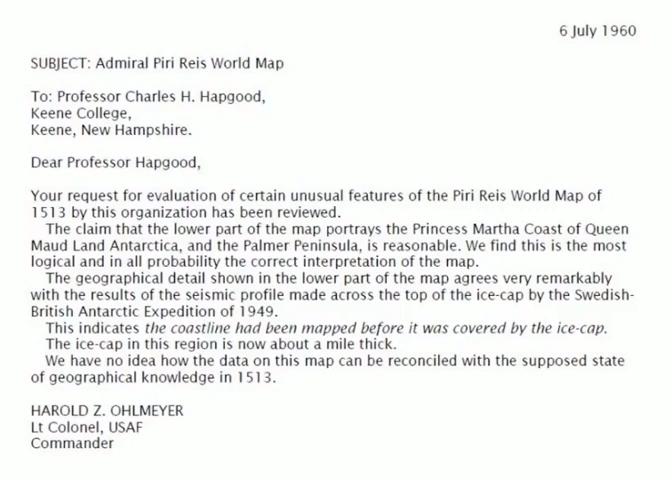 6 July 1960
SUBJECT: Admiral Piri Reis World Map
To: Professor Charles H. Hapgood,
Keene College,
Keene, New Hampshire.
Dear Professor Hapgood,
Your request for evaluation of certain unusual features of the Piri Reis World Map of
1513 by this organization has been reviewed.
The claim that the lower part of the map portrays the Princess Martha Coast of Queen
Maud Land Antarctica, and the Palmer Peninsula, is reasonable. We find this is the most
logical and in all probability the correct interpretation of the map.
The geographical detail shown in the lower part of the map agrees very remarkably
with the results of the seismic profile made across the top of the ice-cap by the Swedish-
British Antarctic Expedition of 1949.
This indicates the coastline had been mapped before it was covered by the ice-cap.
The ice-cap in this region is now about a mile thick.
We have no idea how the data on this map can be reconciled with the supposed state
of geographical knowledge in 1513.
HAROLD Z. OHLMEYER
Lt Colonel, USAF
Commander